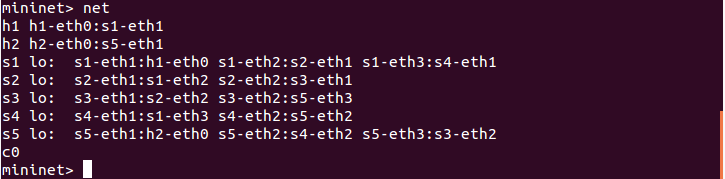 mininet> net
h1 h1-eth0:s1-eth1
h2 h2-eth0:s5-eth1
s1 lo:  s1-eth1:h1-eth0 s1-eth2:s2-eth1 s1-eth3:s4-eth1
s2 lo:  s2-eth1:s1-eth2 s2-eth2:s3-eth1
s3 lo:  s3-eth1:s2-eth2 s3-eth2:s5-eth3
s4 lo:  s4-eth1:s1-eth3 s4-eth2:s5-eth2
s5 lo:  s5-eth1:h2-eth0 s5-eth2:s4-eth2 s5-eth3:s3-eth2
c0
mininet>